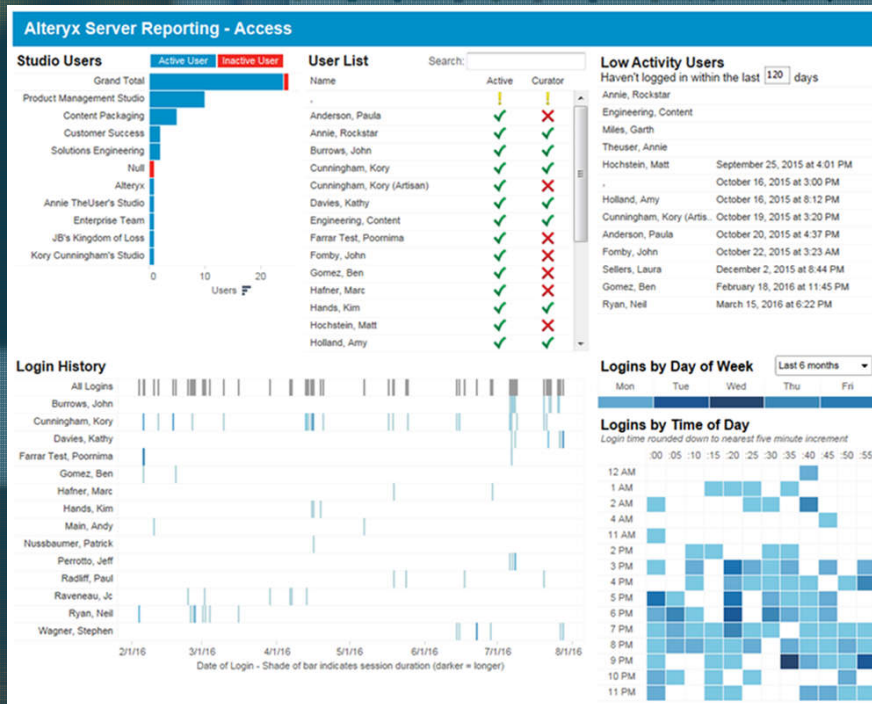 Alteryx Server Reporting - Access
Studio Users
Active User Inactive User
Grand Total
Product Management Studio
Content Packaging
Customer Success
Solutions Engineering
Null
Alteryx
Annie TheUser's Studio
Enterprise Team
JB's Kingdom of Loss
Kory Cunningham's Studio
0 10 20
Users
User List Search:
Name Active Curator
,
Anderson, Paula
Annie, Rockstar
Burrows, John
Cunningham, Kory
Cunningham, Kory (Artisan)
Davies, Kathy
Engineering, Content
Farrar Test, Poornima
Fomby, John
Gomez, Ben
Hafner, Marc
Hands, Kim
Hochstein, Matt
Holland, Amy
Low Activity Users
Haven't logged in within the last 120 days
Annie, Rockstar
Engineering, Content
Miles, Garth
Theuser, Annie
Hochstein, Matt September 25, 2015 at 4:01 PM
, October 16, 2015 at 3:00 PM
Holland, Amy October 16, 2015 at 8:12 PM
Cunningham, Kory (Artis.. October 19, 2015 at 3:20 PM
Anderson, Paula October 20, 2015 at 4:37 PM
Fomby, John October 22, 2015 at 3:23 AM
Sellers, Laura December 2, 2015 at 8:44 PM
Gomez, Ben February 18, 2016 at 11:45 PM
Ryan, Neil March 15, 2016 at 6:22 PM
Login History
All Logins
Burrows, John
Cunningham, Kory
Davies, Kathy
Farrar Test, Poornima
Gomez, Ben
Hafner, Marc
Hands, Kim
Main, Andy
Nussbaumer, Patrick
Perrotto, Jeff
Radliff, Paul
Raveneau, Jc
Ryan, Neil
Wagner, Stephen
2/1/16 3/1/16 4/1/16 5/1/16 6/1/16 7/1/16 8/1/16
Date of Login - Shade of bar indicates session duration (darker = longer)
Logins by Day of Week Last 6 months
Mon Tue Wed Thu Fri
Logins by Time of Day
Login time rounded down to nearest five minute increment
:00 :05 :10 :15 :20 :25 :30 :35 :40 :45 :50 :55
12 AM
1 AM
2 AM
4 AM
11 AM
2 PM
3 PM
4 PM
5 PM
6 PM
7 PM
8 PM
9 PM
10 PM
11 PM